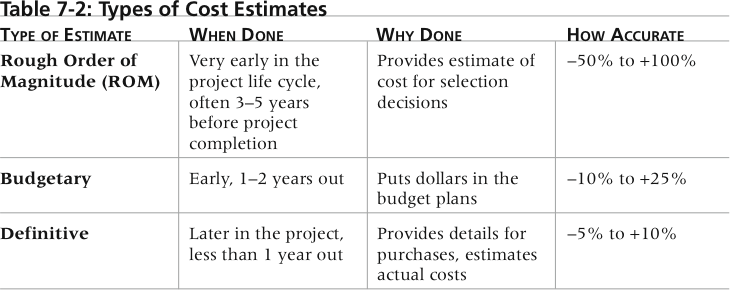 Table 7-2: Types of Cost Estimates
TYPE OF ESTIMATE WHEN DONE WHY DONE HOW ACCURATE
Rough Order of Magnitude (ROM)
Very early in the
project life cycle,
often 3–5 years
before project
completion
Provides estimate of
cost for selection
decisions
–50% to +100%
Budgetary
Early, 1–2 years out
Puts dollars in the
budget plans
–10% to +25%
Definitive
Later in the project,
less than 1 year out
Provides details for
purchases, estimates
actual costs
–5% to +10%